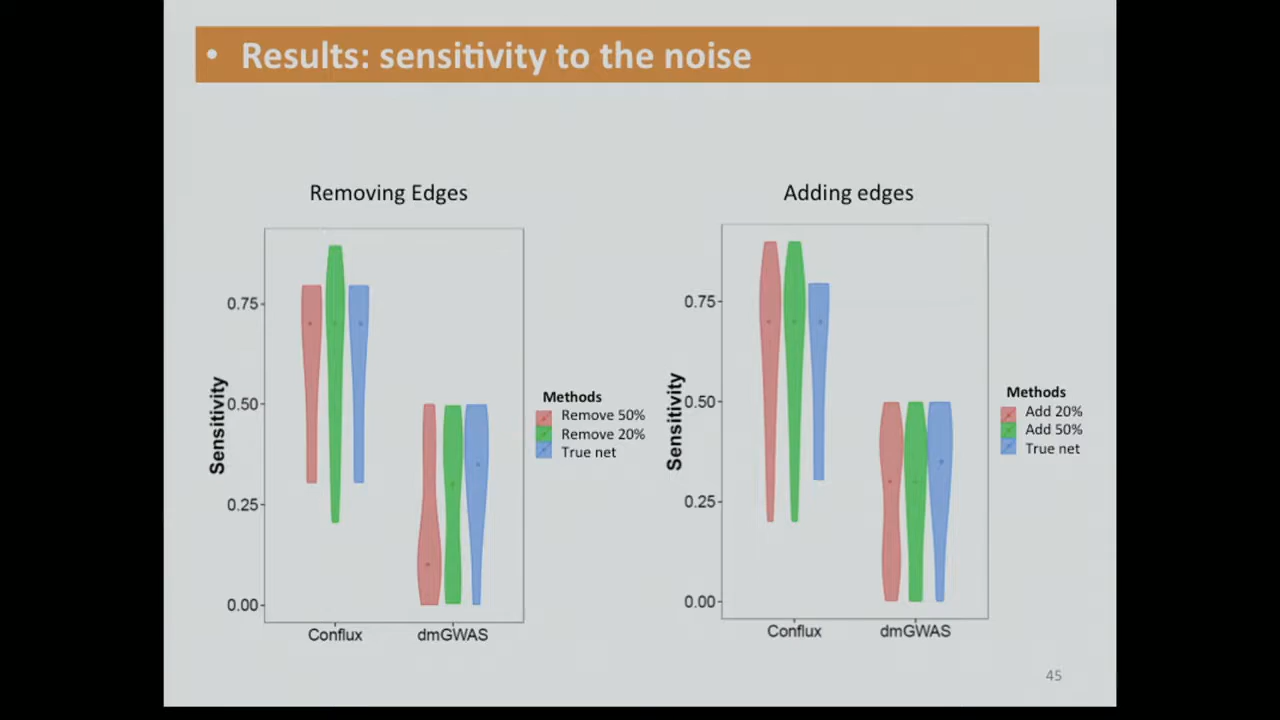 • Results: sensitivity to the noise
Removing Edges
0.75
0.50
0.25
0.00
Sensitivity
Conflux
dmGWAS
Methods
Remove 50%
Remove 20%
True net
Adding edges
0.75
0.50
0.25
0.00
Sensitivity
Conflux
dmGWAS
Methods
Add 20%
Add 50%
True net
45